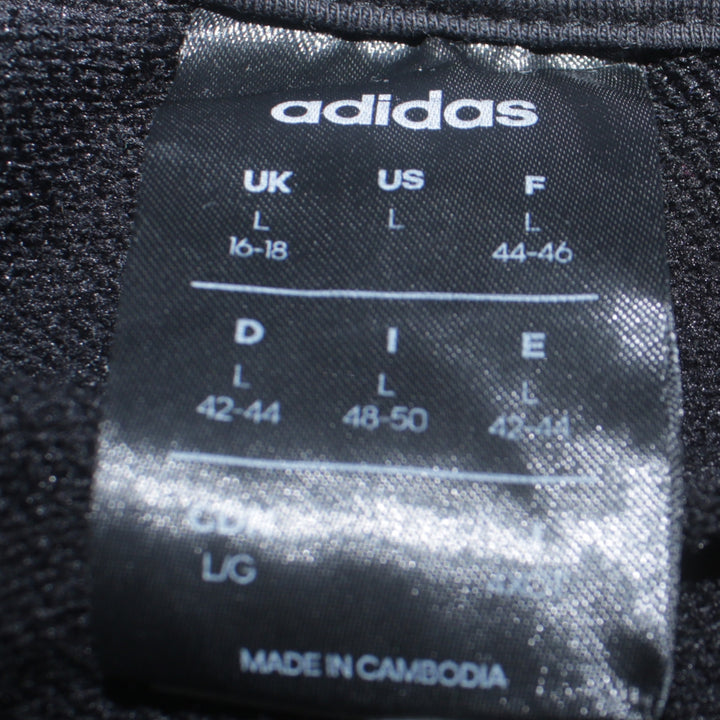 adidas
UK US F
L L L
16-18 44-46
D I E
L L L
42-44 48-50 42-44
L/G
MADE IN CAMBODIA